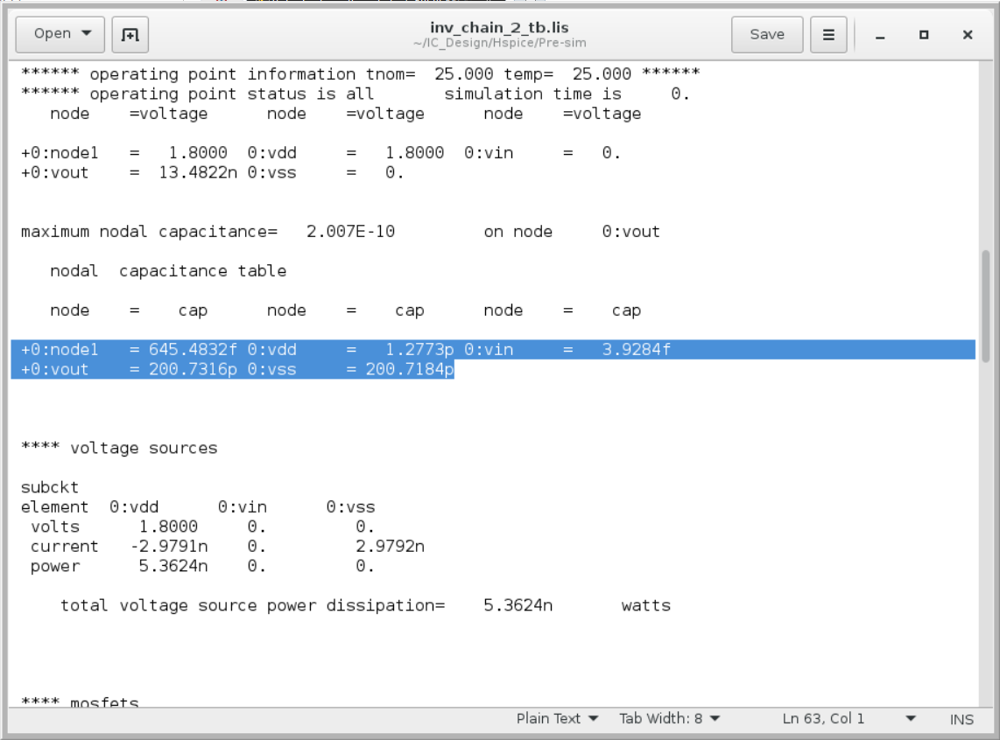 Open
inv_chain_2_tb.lis
~/IC_Design/Hspice/Pre-sim
Save
****** operating point information tnom=  25.000 temp=  25.000 ******
****** operating point status is all       simulation time is     0.
   node    =voltage      node    =voltage      node    =voltage
+0:node1   =   1.8000  0:vdd     =   1.8000  0:vin     =   0.
+0:vout    =  13.4822n 0:vss     =   0.
maximum nodal capacitance=   2.007E-10         on node     0:vout
   nodal  capacitance table
   node    =    cap      node    =    cap      node    =    cap
+0:node1   = 645.4832f 0:vdd     =   1.2773p 0:vin     =   3.9284f
+0:vout    = 200.7316p 0:vss     = 200.7184p
**** voltage sources
subckt
element  0:vdd      0:vin      0:vss
 volts      1.8000     0.         0.
 current   -2.9791n    0.         2.9792n
 power      5.3624n    0.         0.
    total voltage source power dissipation=    5.3624n       watts
**** mosfets
Plain Text
Tab Width: 8
Ln 63, Col 1
INS